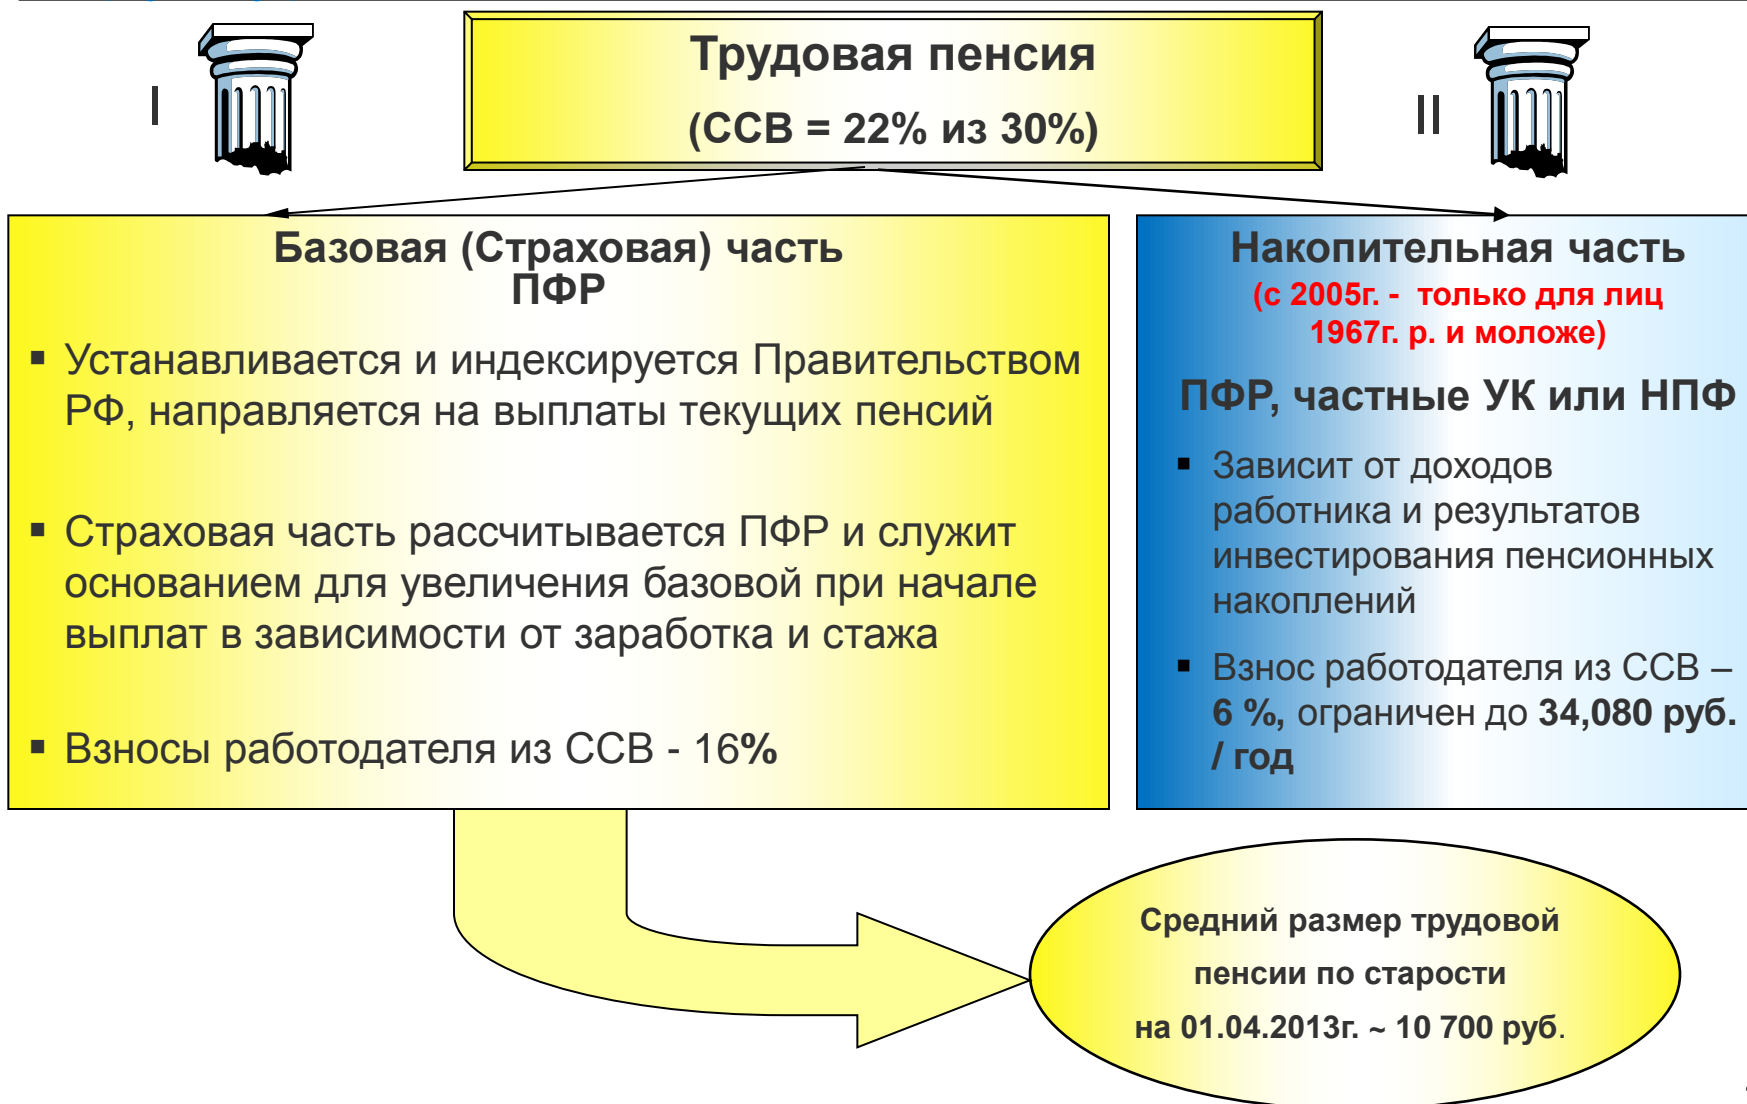 I
Трудовая пенсия
(ССВ = 22% из 30%)
II
Базовая (Страховая) часть
ПФР
▪ Устанавливается и индексируется Правительством
РФ, направляется на выплаты текущих пенсий
▪ Страховая часть рассчитывается ПФР и служит
основанием для увеличения базовой при начале
выплат в зависимости от заработка и стажа
▪ Взносы работодателя из ССВ - 16%
Накопительная часть
(с 2005г. - только для лиц
1967г. р. и моложе)
ПФР, частные УК или НПФ
▪ Зависит от доходов
работника и результатов
инвестирования пенсионных
накоплений
▪ Взнос работодателя из ССВ –
6 %, ограничен до 34,080 руб.
/ год
Средний размер трудовой
пенсии по старости
на 01.04.2013г. ~ 10 700 руб.